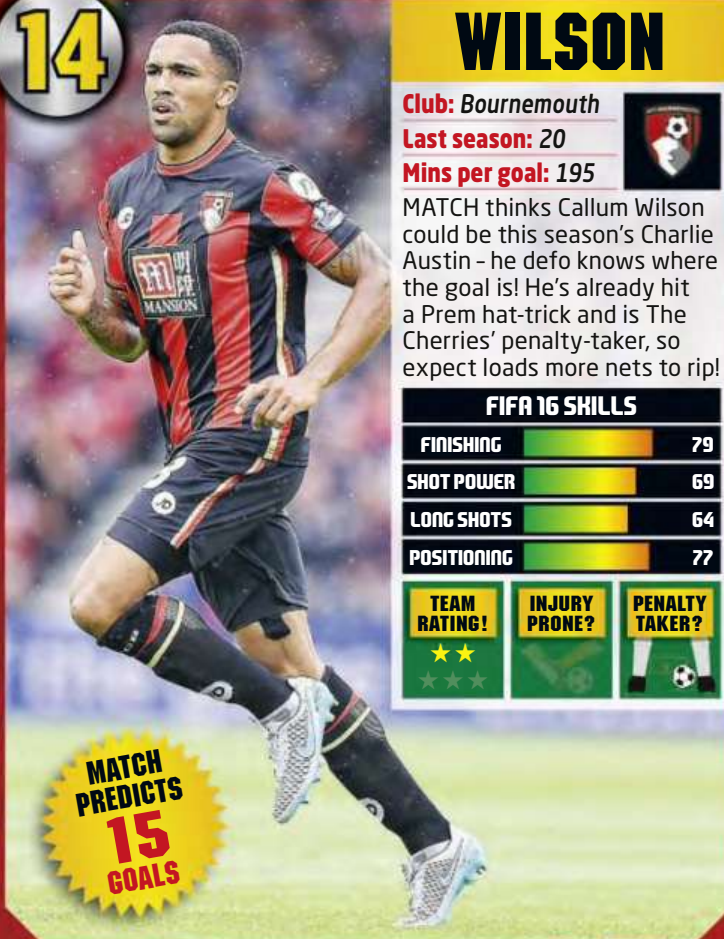 14
WILSON
Club: Bournemouth
Last season: 20
Mins per goal: 195
MATCH thinks Callum Wilson
could be this season's Charlie
Austin – he defo knows where
the goal is! He's already hit
a Prem hat-trick and is The
Cherries' penalty-taker, so
expect loads more nets to rip!
FIFA 16 SKILLS
FINISHING 79
SHOT POWER 69
LONG SHOTS 64
POSITIONING 77
TEAM
RATING!
INJURY
PRONE?
PENALTY
TAKER?
M
MANSION
MATCH
PREDICTS
15
GOALS